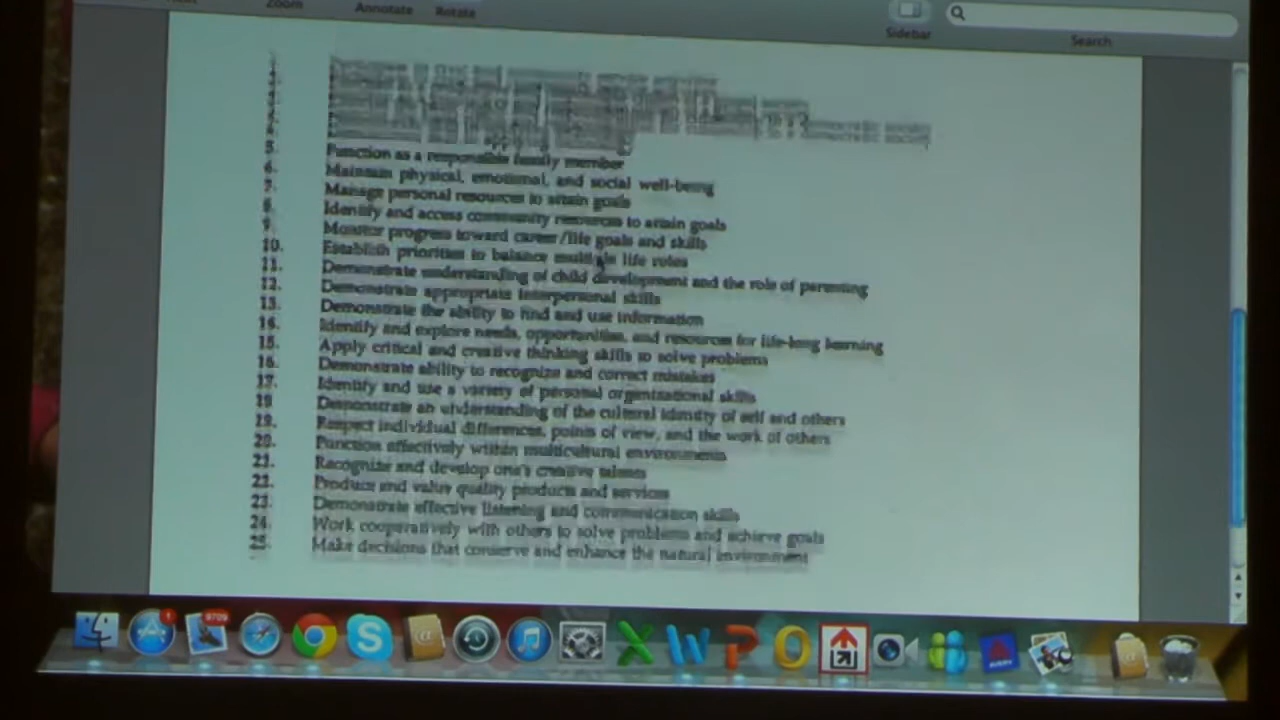 Zoom
Annotate
Rotate
Sidebar
Search
5. Function as a responsible family member
6. Maintain physical, emotional, and social well-being
7. Manage personal resources to attain goals
8. Identify and access community resources to attain goals
9. Monitor progress toward career/life goals and skills
10. Establish priorities to balance multiple life roles
11. Demonstrate understanding of child development and the role of parenting
12. Demonstrate appropriate interpersonal skills
13. Demonstrate the ability to find and use information
14. Identify and explore needs, opportunities, and resources for life-long learning
15. Apply critical and creative thinking skills to solve problems
16. Demonstrate ability to recognize and correct mistakes
17. Identify and use a variety of personal organizational skills
18 Demonstrate an understanding of the cultural identity of self and others
19. Respect individual differences, points of view, and the work of others
20. Function effectively within multicultural environments
21. Recognize and develop one's creative talents
22. Produce and value quality products and services
23. Demonstrate effective listening and communication skills
24. Work cooperatively with others to solve problems and achieve goals
25. Make decisions that conserve and enhance the natural environment